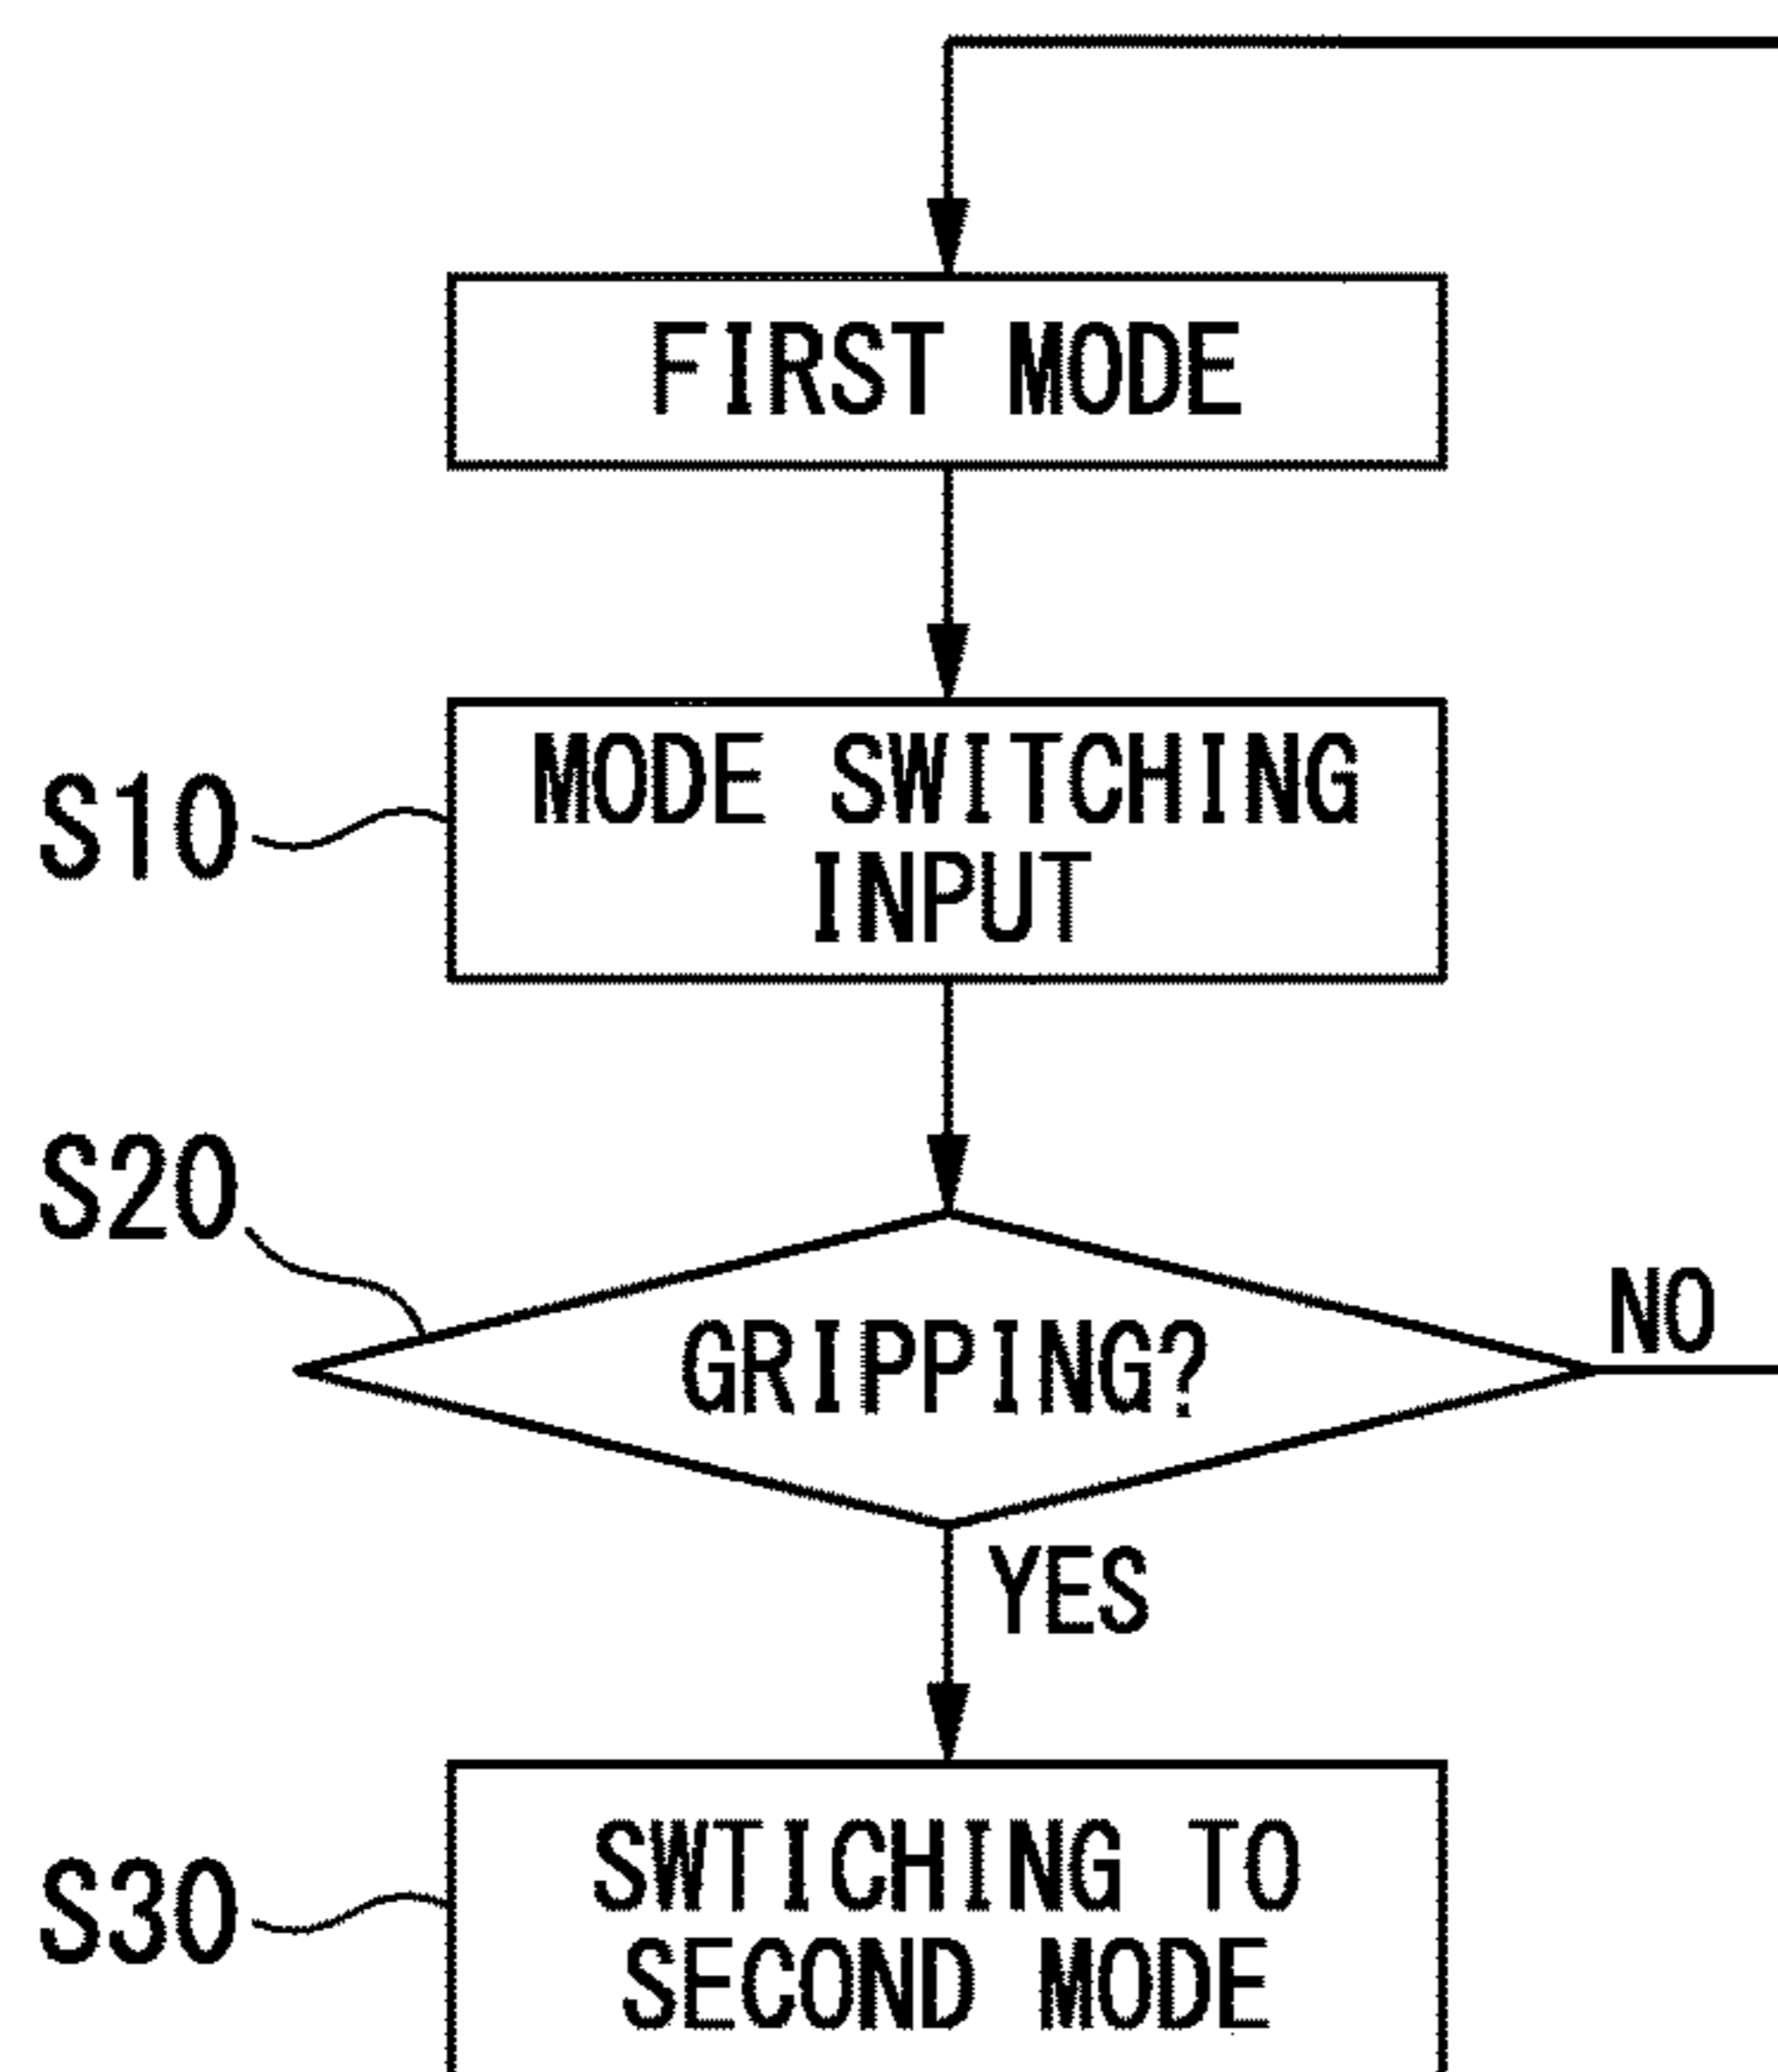 FIRST MODE
S10
MODE SWITCHING
INPUT
S20
GRIPPING?
NO
YES
S30
SWTICHING TO
SECOND MODE